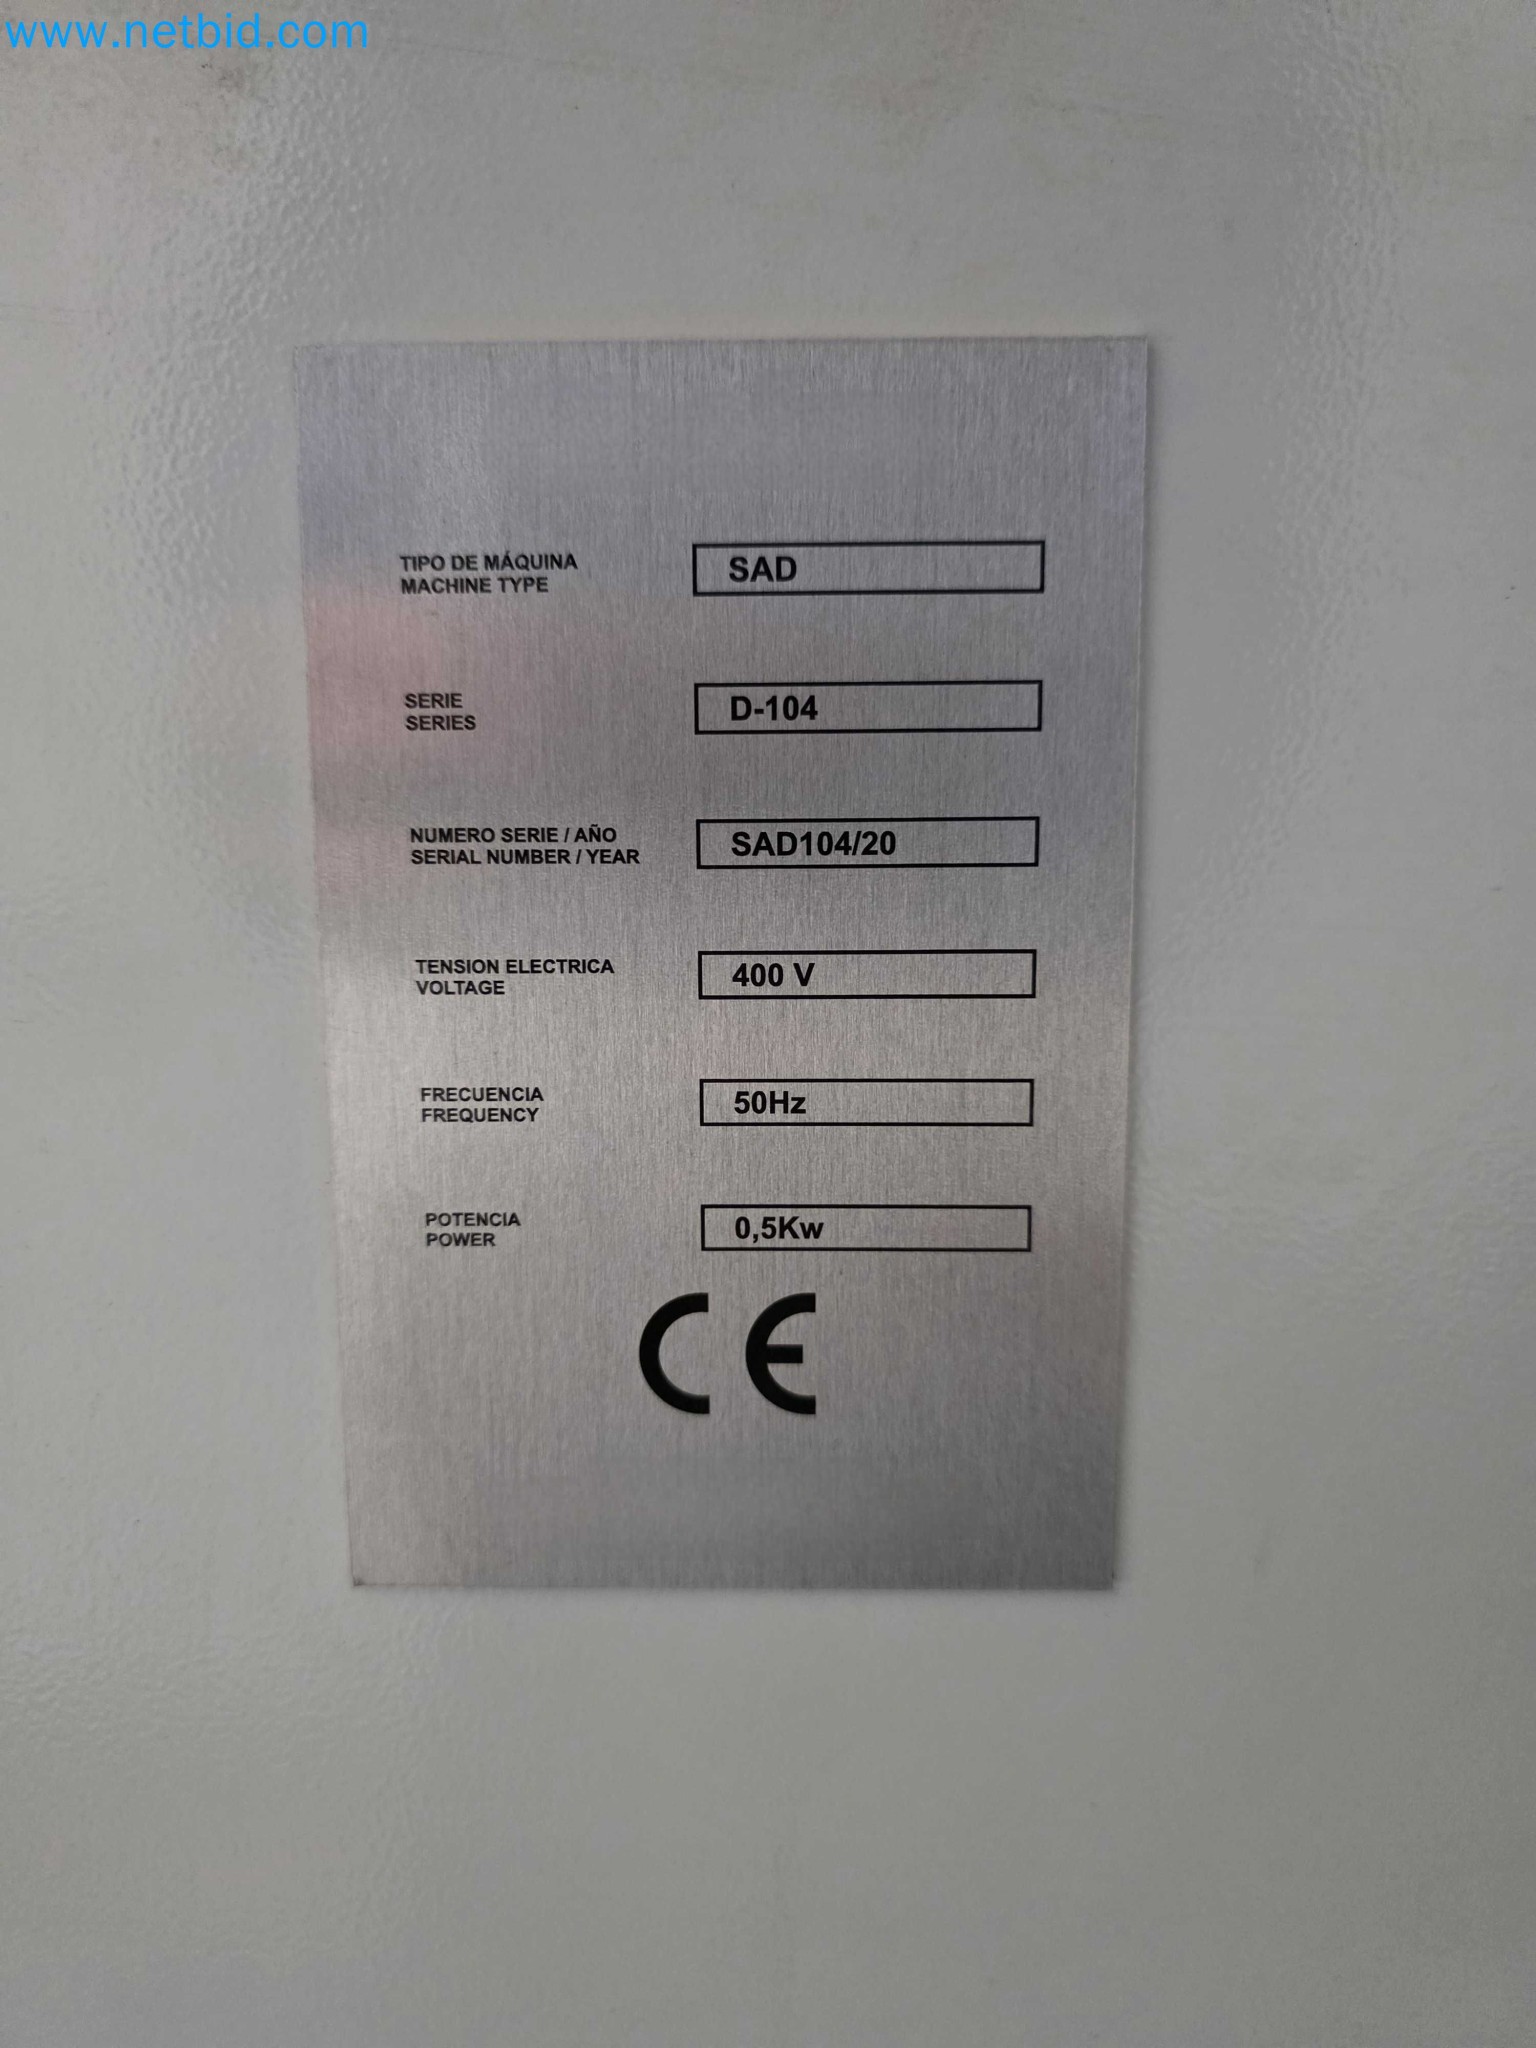 www.netbid.com
TIPO DE MÁQUINA
MACHINE TYPE
SAD
SERIE
SERIES
D-104
NUMERO SERIE / AÑO
SERIAL NUMBER / YEAR
SAD104/20
TENSION ELECTRICA
VOLTAGE
400 V
FRECUENCIA
FREQUENCY
50Hz
POTENCIA
POWER
0,5Kw
CE